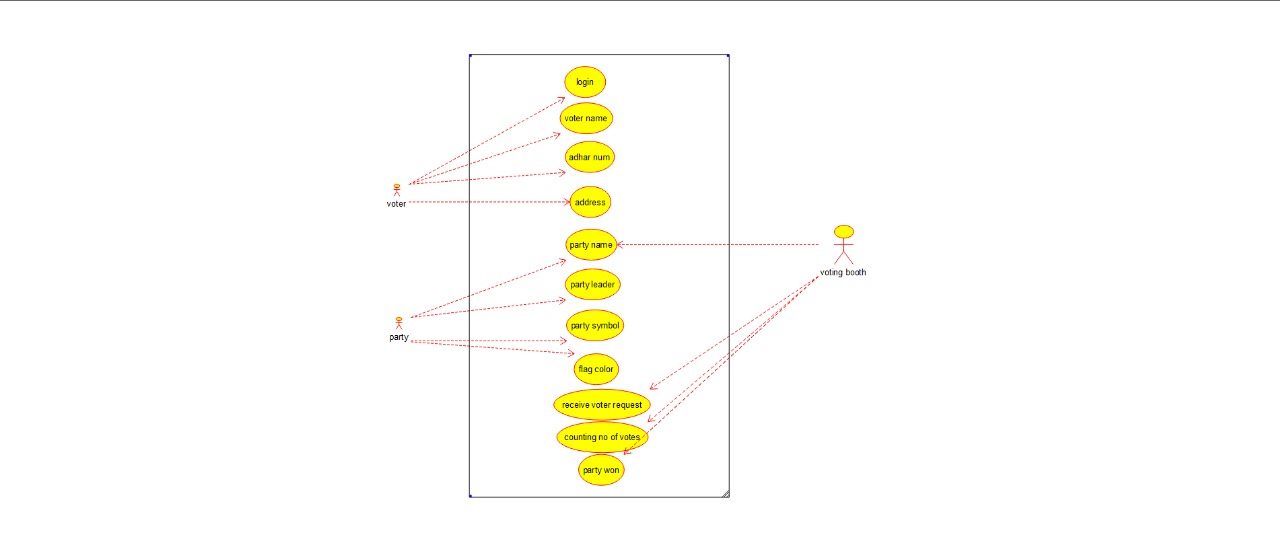 login
voter name
adhar num
voter
address
party name
voting booth
party leader
party symbol
party
flag color
receive voter request
counting no of votes
party won